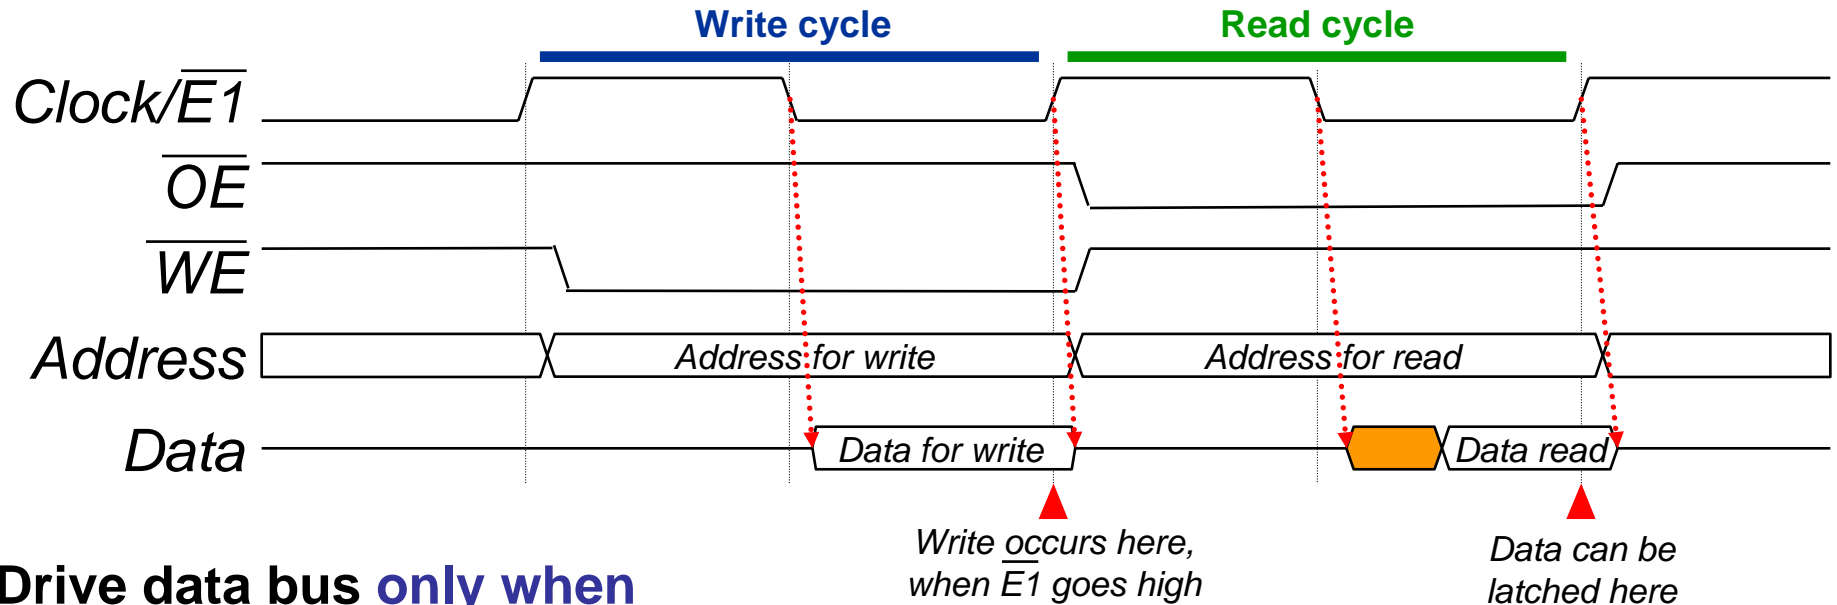 Write cycle
Read cycle
Clock/E1
OE
WE
Address
Address for write
Address for read
Data
Data for write
Data read
Write occurs here,
when E1 goes high
Data can be
latched here
Drive data bus only when